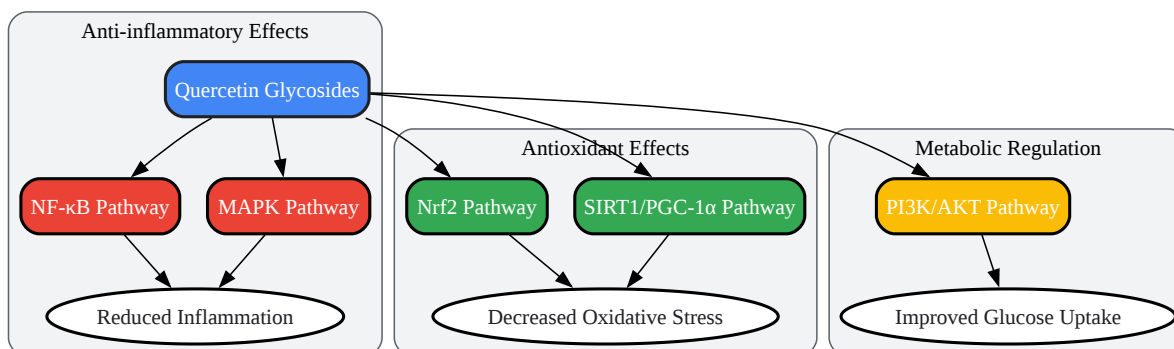 Anti-inflammatory Effects
Quercetin Glycosides
Antioxidant Effects
Metabolic Regulation
NF-κB Pathway
MAPK Pathway
Nrf2 Pathway
SIRT1/PGC-1α Pathway
PI3K/AKT Pathway
Reduced Inflammation
Decreased Oxidative Stress
Improved Glucose Uptake